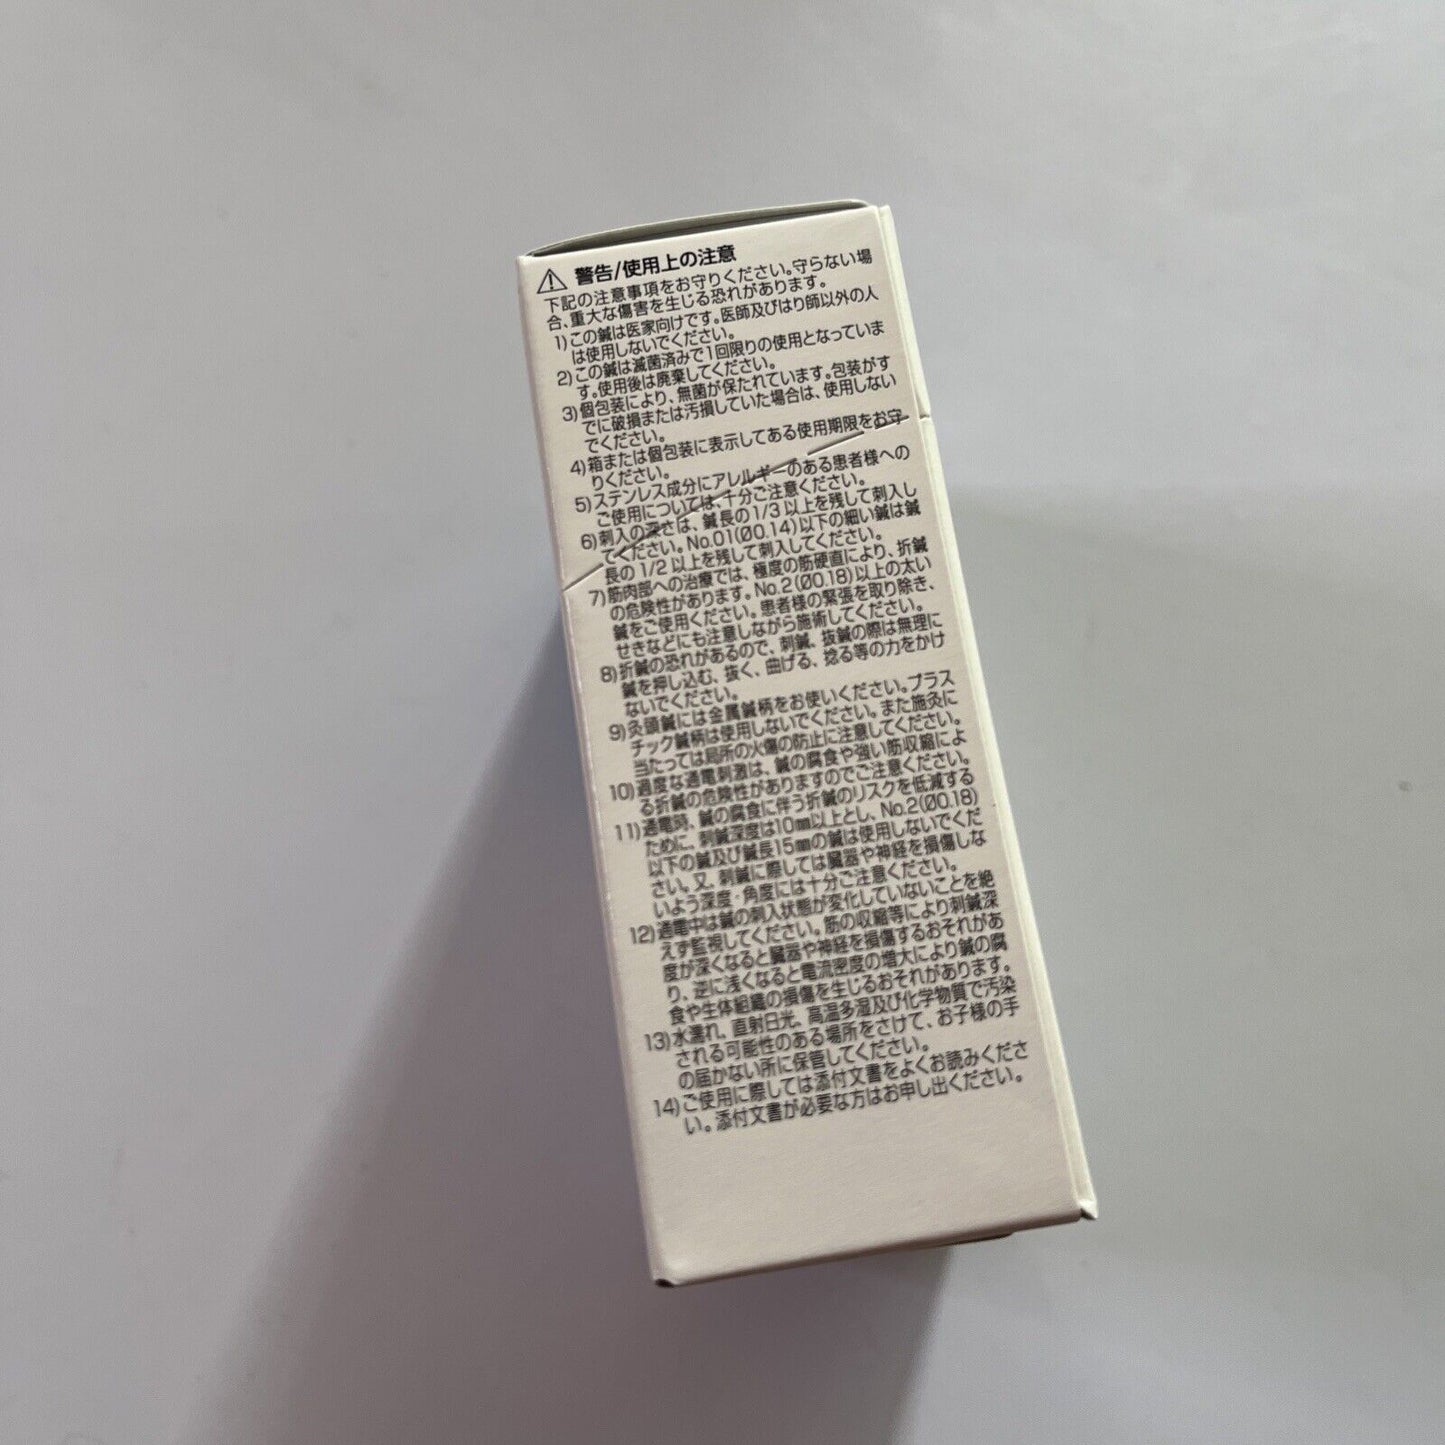 ⚠ 警告/使用上の注意
下記の注意事項をお守りください。守らない場
合、重大な傷害を生じる恐れがあります。
1)この鍼は医家向けです。医師及びはり師以外の人
は使用しないでください。
2)この鍼は滅菌済みで1回限りの使用となっていま
す。使用後は廃棄してください。
3)個包装により、無菌が保たれています。包装がす
でに破損または汚損していた場合は、使用しない
でください。
4)箱または個包装に表示してある使用期限をお守
りください。
5)ステンレス成分にアレルギーのある患者様への
ご使用については、十分ご注意ください。
6)刺入の深さは、鍼長の1/3以上を残して刺入し
てください。No.01(Ø0.14)以下の細い鍼は鍼
長の1/2以上を残して刺入してください。
7)筋肉部への治療では、極度の筋硬直により、折鍼
の危険性があります。No.2(Ø0.18)以上の太い
鍼をご使用ください。患者様の緊張を取り除き、
せきなどにも注意しながら施術してください。
8)折鍼の恐れがあるので、刺鍼、抜鍼の際は無理に
鍼を押し込む、抜く、曲げる、捻る等の力をかけ
ないでください。
9)灸頭鍼には金属鍼柄をお使いください。プラス
チック鍼柄は使用しないでください。また施灸に
当たっては局所の火傷の防止に注意してください。
10)過度な通電刺激は、鍼の腐食や強い筋収縮によ
る折鍼の危険性がありますのでご注意ください。
11)通電時、鍼の腐食に伴う折鍼のリスクを低減する
ために、刺鍼深度は10㎜以上とし、No.2(Ø0.18)
以下の鍼及び鍼長15㎜の鍼は使用しないでくだ
さい。又、刺鍼に際しては臓器や神経を損傷しな
いよう深度・角度には十分ご注意ください。
12)通電中は鍼の刺入状態が変化していないことを絶
えず監視してください。筋の収縮等により刺鍼深
度が深くなると臓器や神経を損傷するおそれがあ
り、逆に浅くなると電流密度の増大により鍼の腐
食や生体組織の損傷を生じるおそれがあります。
13)水濡れ、直射日光、高温多湿及び化学物質で汚染
される可能性のある場所をさけて、お子様の手
の届かない所に保管してください。
14)ご使用に際しては添付文書をよくお読みくださ
い。添付文書が必要な方はお申し出ください。